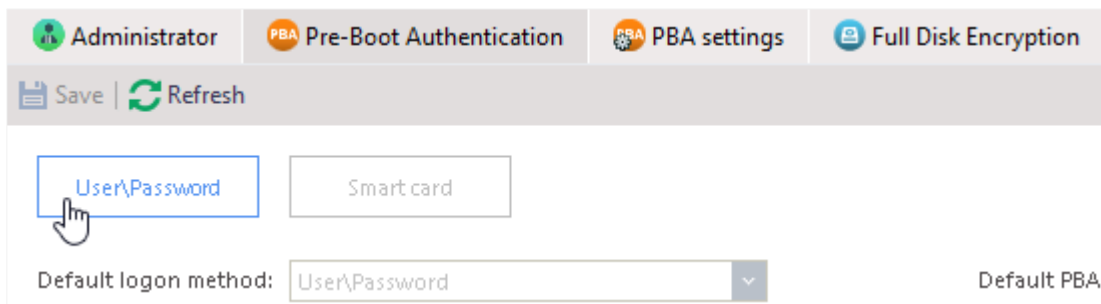 Administrator PBA Pre-Boot Authentication PBA PBA settings Full Disk Encryption
Save | Refresh
User\Password Smart card
Default logon method: User\Password Default PBA